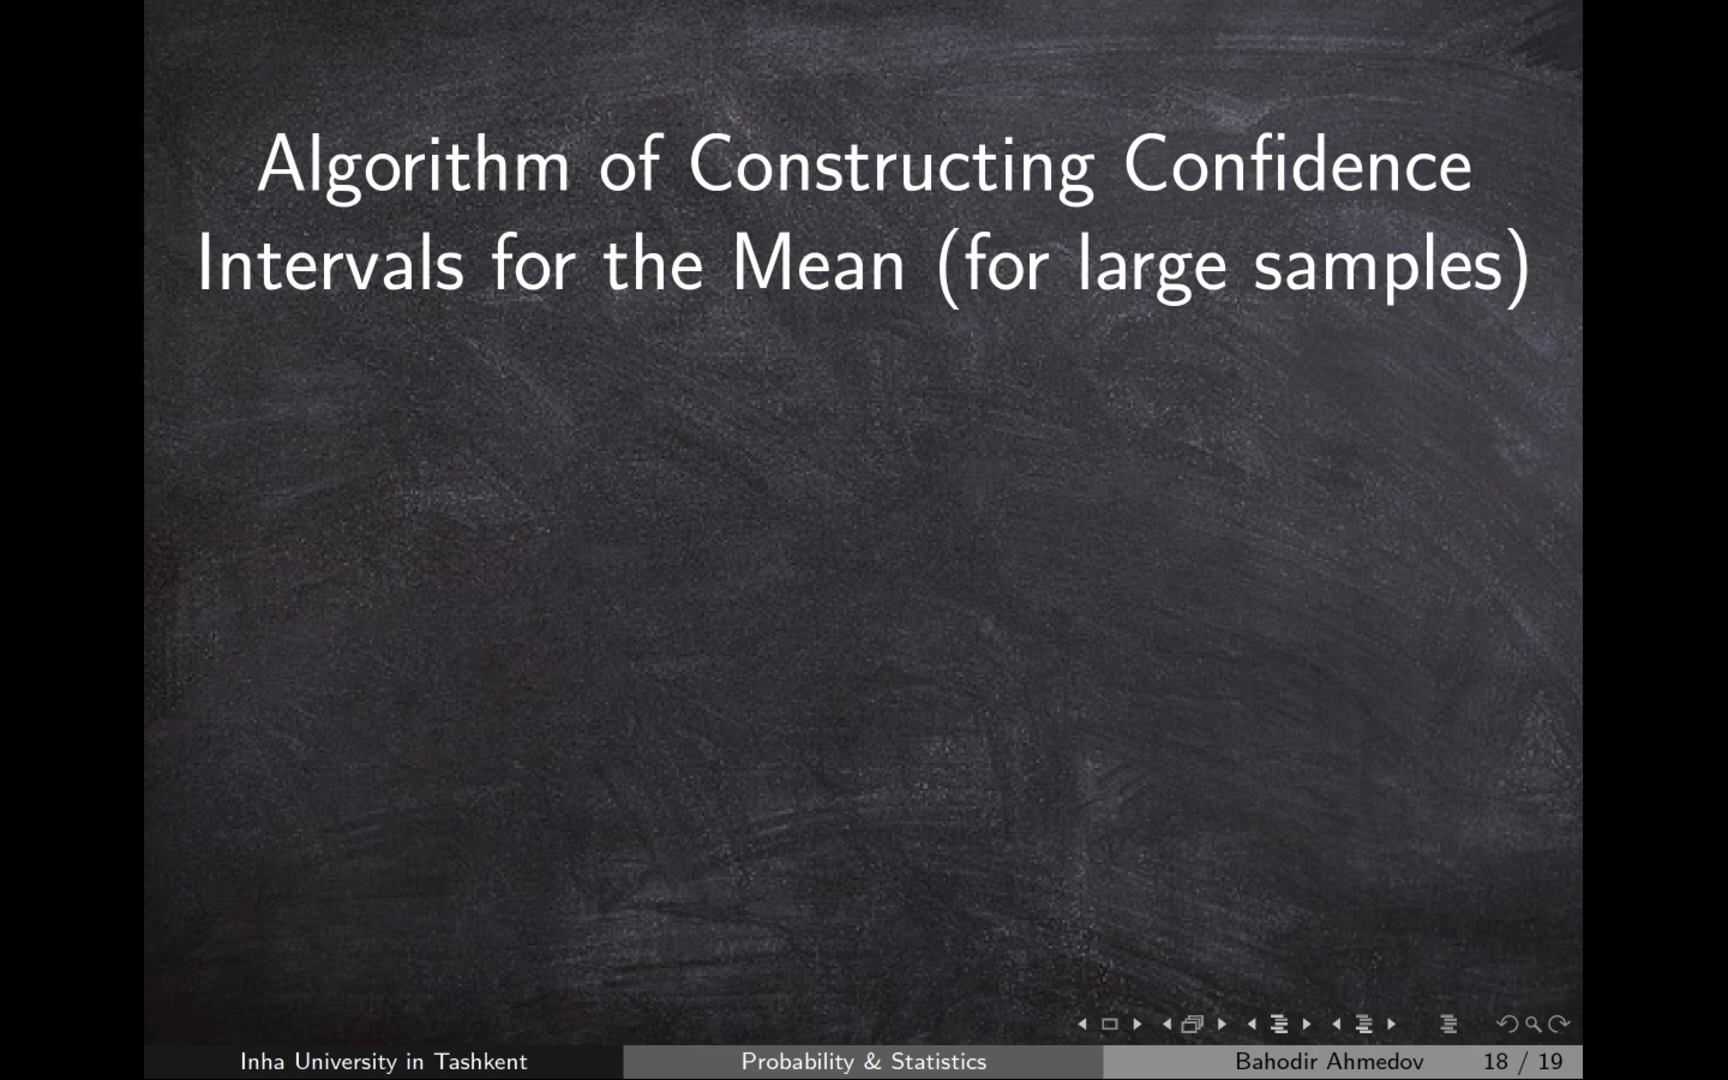 Algorithm of Constructing Confidence
Intervals for the Mean (for large samples)
Inha University in Tashkent
Probability & Statistics
Bahodir Ahmedov
18 / 19